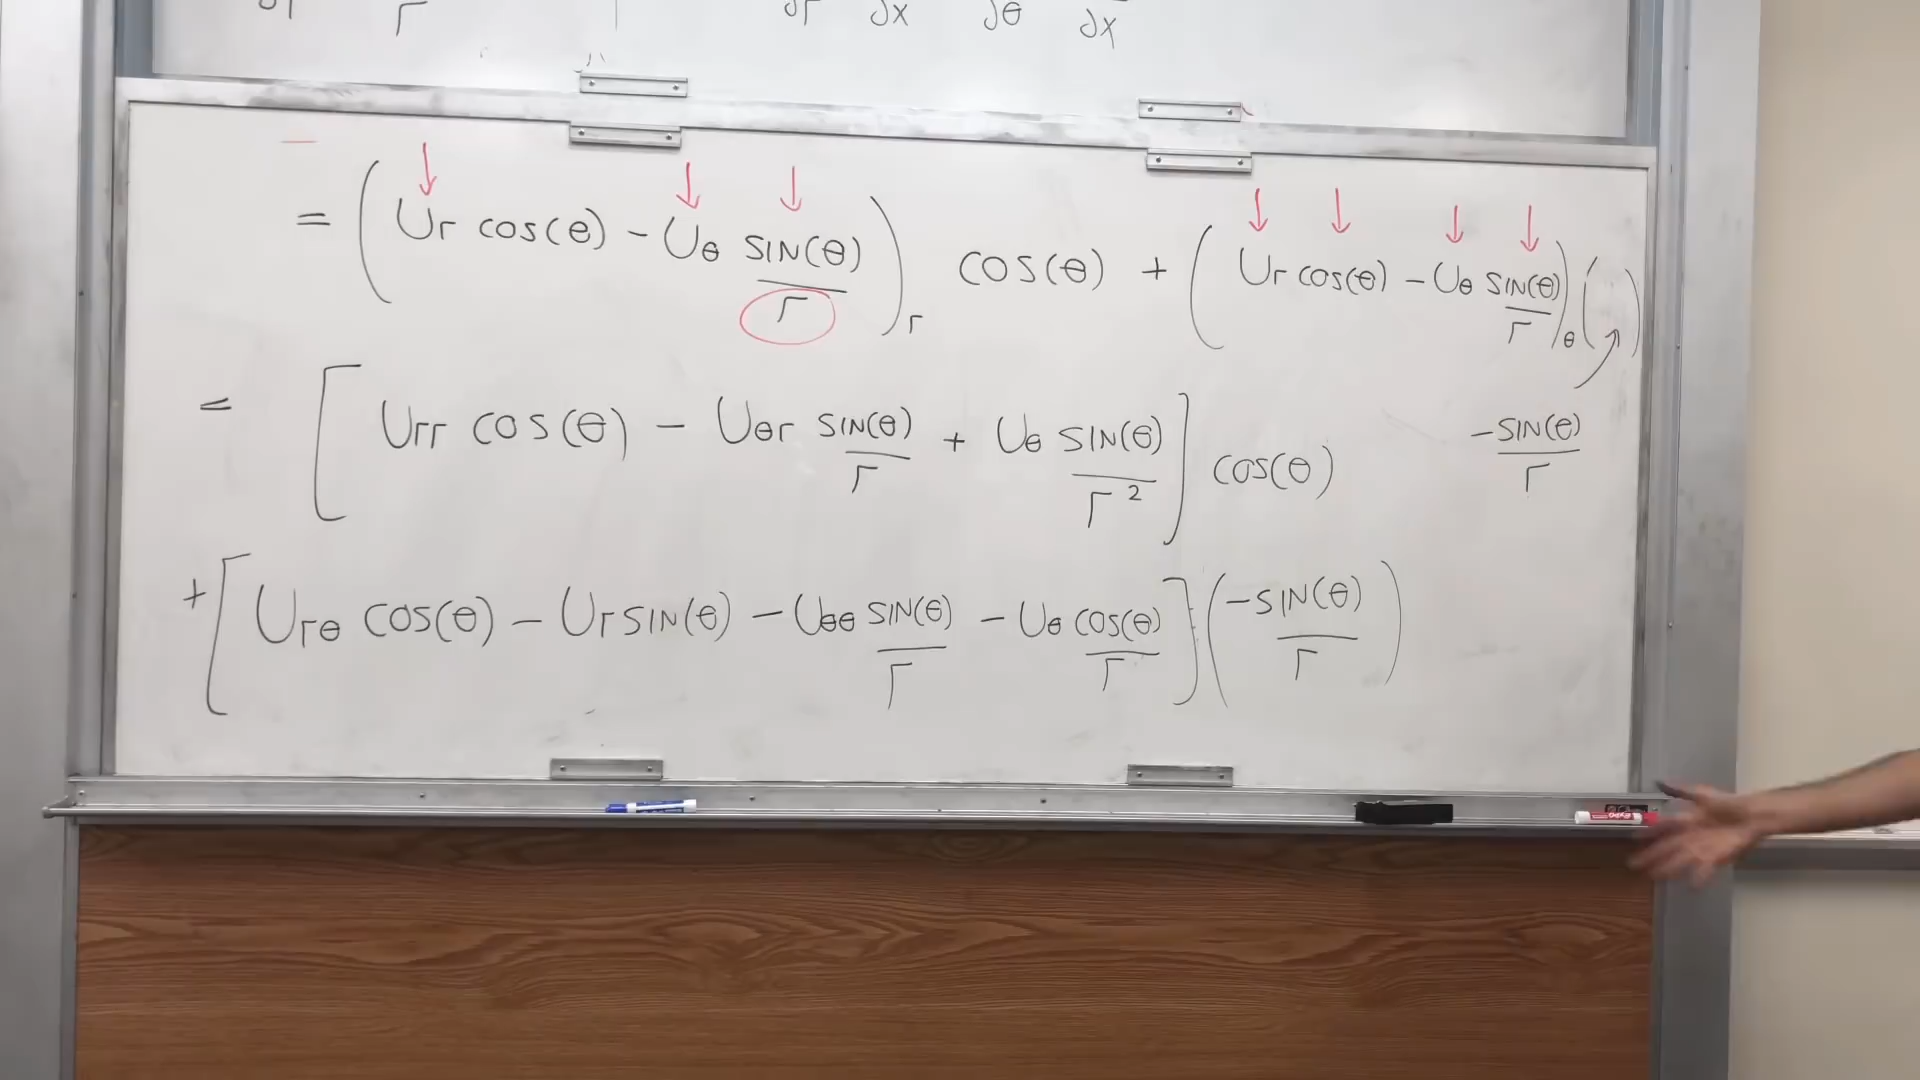 ∂r r ∂r ∂x ∂θ ∂x
= (Ur cos(θ) - Uθ sin(θ)/r)r cos(θ) + (Ur cos(θ) - Uθ sin(θ)/r)θ ( )
= [Urr cos(θ) - Uθr sin(θ)/r + Uθ sin(θ)/r²] cos(θ) -sin(θ)/r
+ [Urθ cos(θ) - Ur sin(θ) - Uθθ sin(θ)/r - Uθ cos(θ)/r] (-sin(θ)/r)